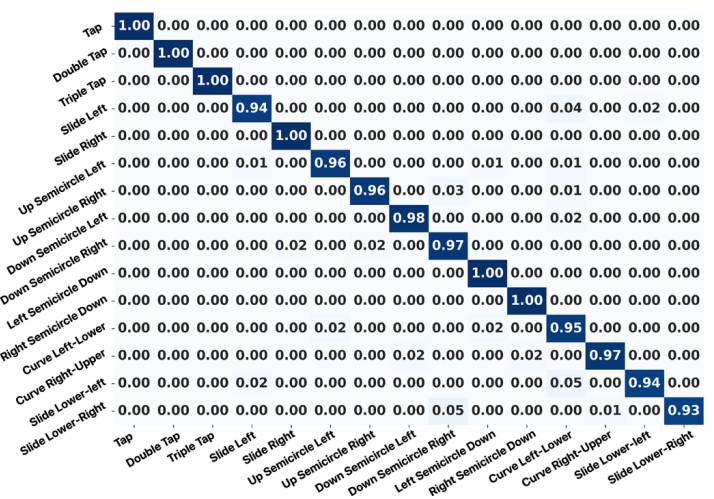 Tap 1.00 0.00 0.00 0.00 0.00 0.00 0.00 0.00 0.00 0.00 0.00 0.00 0.00 0.00 0.00
Double Tap 0.00 1.00 0.00 0.00 0.00 0.00 0.00 0.00 0.00 0.00 0.00 0.00 0.00 0.00 0.00
Triple Tap 0.00 0.00 1.00 0.00 0.00 0.00 0.00 0.00 0.00 0.00 0.00 0.00 0.00 0.00 0.00
Slide Left 0.00 0.00 0.00 0.94 0.00 0.00 0.00 0.00 0.00 0.00 0.00 0.04 0.00 0.02 0.00
Slide Right 0.00 0.00 0.00 0.00 1.00 0.00 0.00 0.00 0.00 0.00 0.00 0.00 0.00 0.00 0.00
Up Semicircle Left 0.00 0.00 0.00 0.01 0.00 0.96 0.00 0.00 0.00 0.01 0.00 0.01 0.00 0.00 0.00
Up Semicircle Right 0.00 0.00 0.00 0.00 0.00 0.00 0.96 0.00 0.03 0.00 0.00 0.01 0.00 0.00 0.00
Down Semicircle Left 0.00 0.00 0.00 0.00 0.00 0.00 0.00 0.98 0.00 0.00 0.00 0.02 0.00 0.00 0.00
Down Semicircle Right 0.00 0.00 0.00 0.00 0.02 0.00 0.02 0.00 0.97 0.00 0.00 0.00 0.00 0.00 0.00
Left Semicircle Down 0.00 0.00 0.00 0.00 0.00 0.00 0.00 0.00 0.00 1.00 0.00 0.00 0.00 0.00 0.00
Right Semicircle Down 0.00 0.00 0.00 0.00 0.00 0.00 0.00 0.00 0.00 0.00 1.00 0.00 0.00 0.00 0.00
Curve Left-Lower 0.00 0.00 0.00 0.00 0.00 0.02 0.00 0.00 0.00 0.02 0.00 0.95 0.00 0.00 0.00
Curve Right-Upper 0.00 0.00 0.00 0.00 0.00 0.00 0.00 0.02 0.00 0.00 0.02 0.00 0.97 0.00 0.00
Slide Lower-left 0.00 0.00 0.00 0.02 0.00 0.00 0.00 0.00 0.00 0.00 0.00 0.05 0.00 0.94 0.00
Slide Lower-Right 0.00 0.00 0.00 0.00 0.00 0.00 0.00 0.00 0.05 0.00 0.00 0.00 0.01 0.00 0.93
Tap
Double Tap
Triple Tap
Slide Left
Slide Right
Up Semicircle Left
Up Semicircle Right
Down Semicircle Left
Down Semicircle Right
Left Semicircle Down
Right Semicircle Down
Curve Left-Lower
Curve Right-Upper
Slide Lower-left
Slide Lower-Right